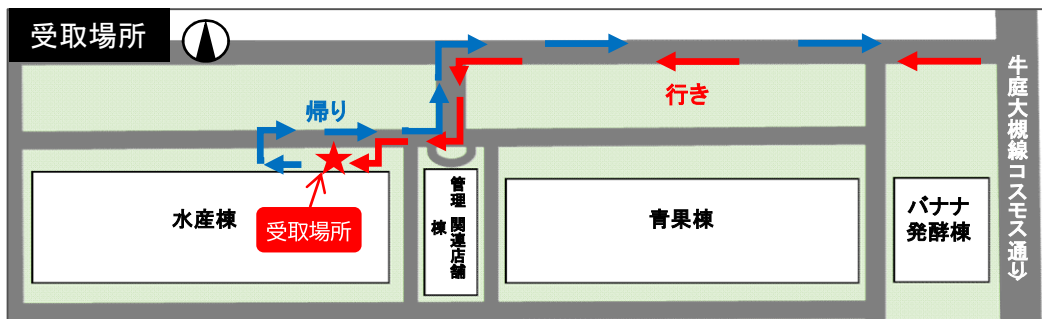 受取場所
帰り
行き
水産棟
受取場所
管理棟
関連店舗
青果棟
バナナ
発酵棟
牛庭大槻線(コスモス通り)